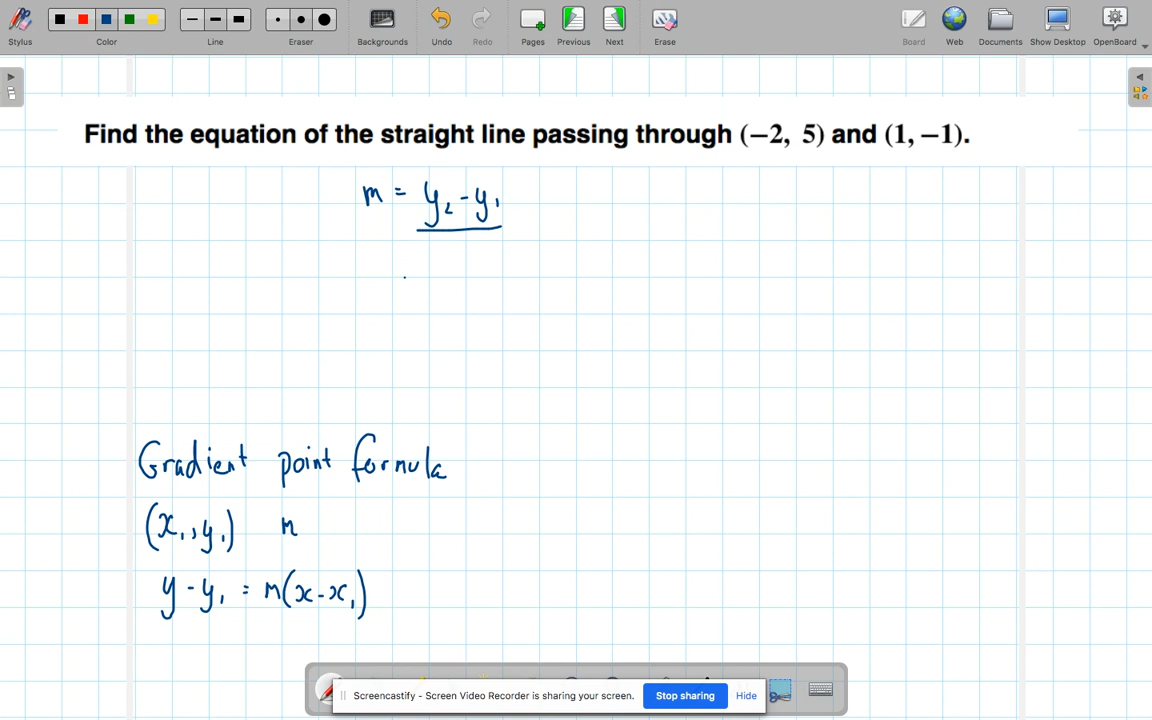 Stylus Color Line Eraser Backgrounds Undo Redo Pages Previous Next Erase Board Web Documents Show Desktop OpenBoard
Find the equation of the straight line passing through (−2, 5) and (1, −1).
m = y₂ - y₁
Gradient point formula
(x₁, y₁) m
y - y₁ = m(x - x₁)
Screencastify - Screen Video Recorder is sharing your screen. Stop sharing Hide